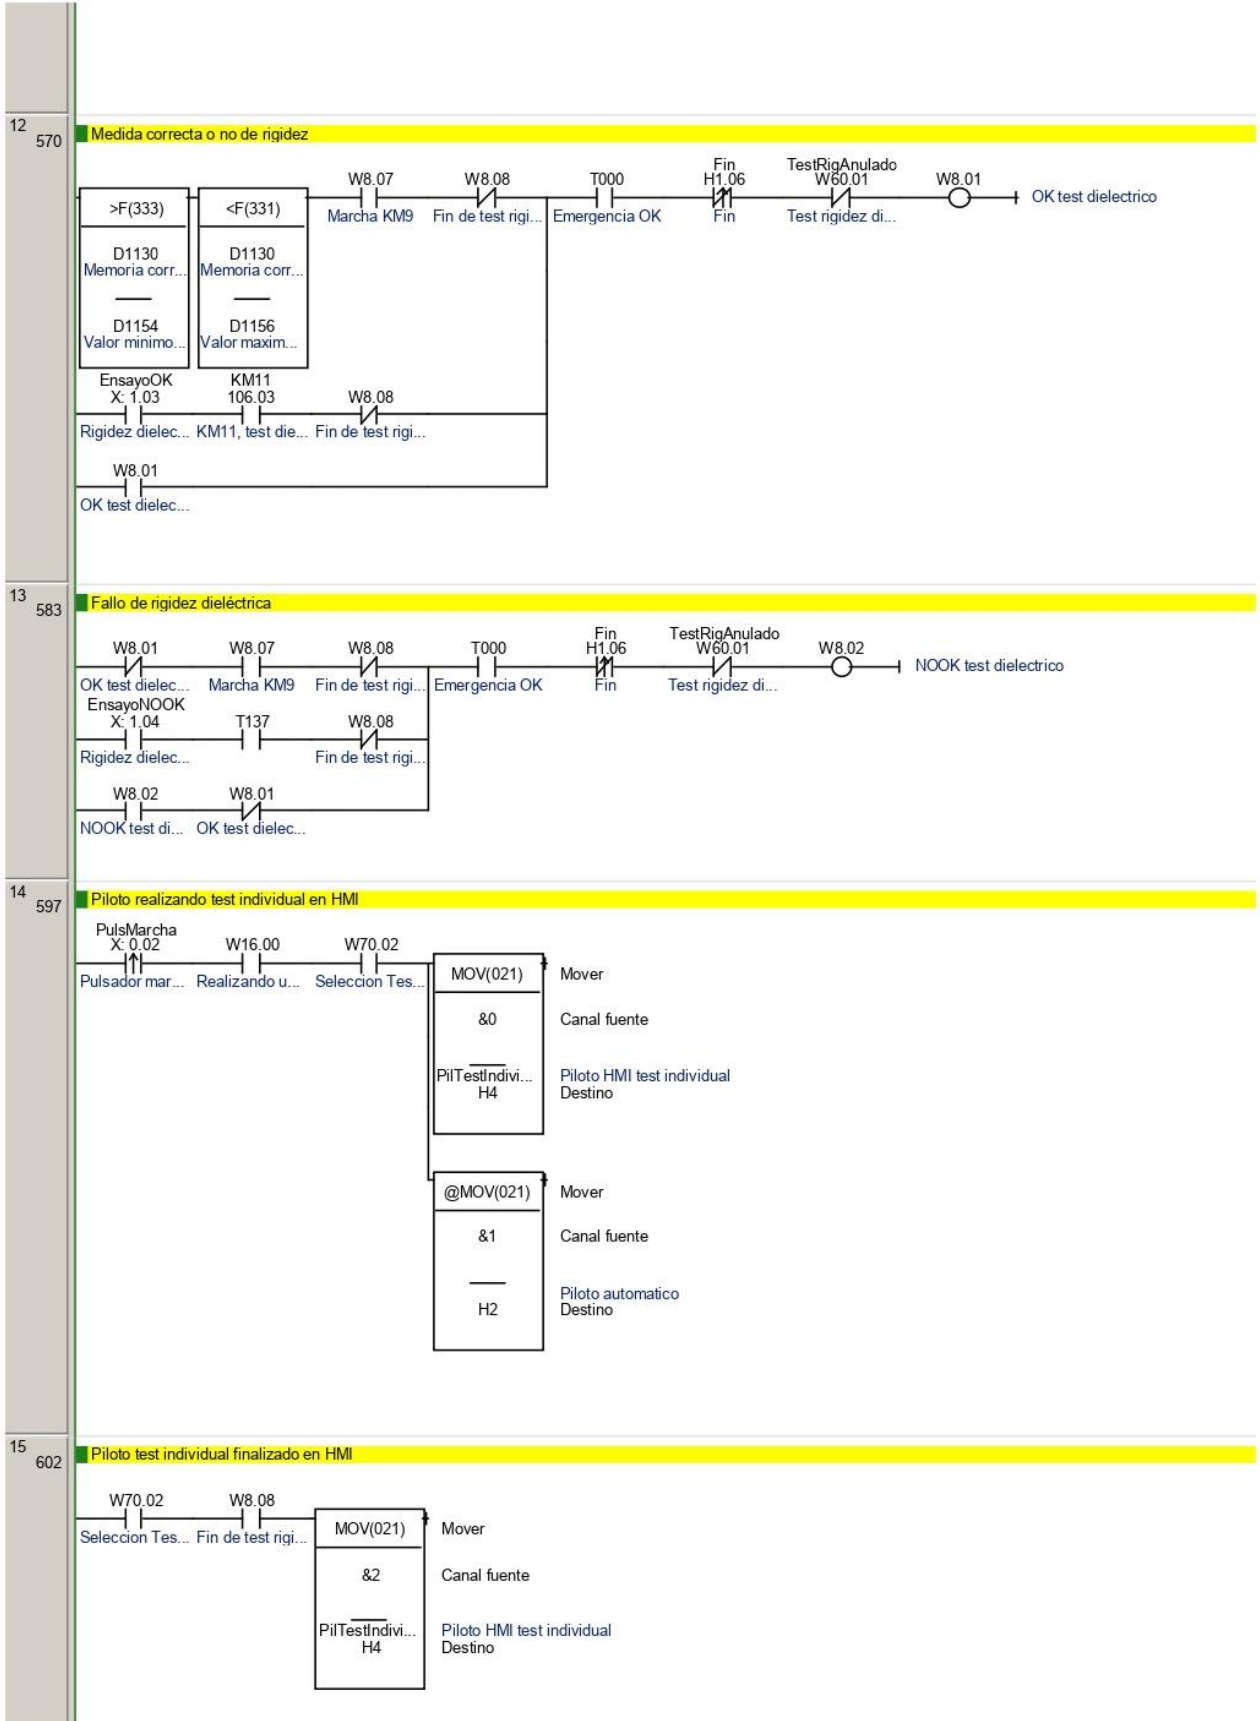 12
570
Medida correcta o no de rigidez
>F(333)
D1130
Memoria corr...
D1154
Valor minimo...
<F(331)
D1130
Memoria corr...
D1156
Valor maxim...
W8.07
Marcha KM9
W8.08
Fin de test rigi...
T000
Emergencia OK
Fin
H1.06
Fin
TestRigAnulado
W60.01
Test rigidez di...
W8.01
OK test dielectrico
EnsayoOK
X: 1.03
Rigidez dielec...
KM11
106.03
KM11, test die...
W8.08
Fin de test rigi...
W8.01
OK test dielec...
13
583
Fallo de rigidez dieléctrica
W8.01
OK test dielec...
W8.07
Marcha KM9
W8.08
Fin de test rigi...
T000
Emergencia OK
Fin
H1.06
Fin
TestRigAnulado
W60.01
Test rigidez di...
W8.02
NOOK test dielectrico
EnsayoNOOK
X: 1.04
Rigidez dielec...
T137
W8.08
Fin de test rigi...
W8.02
NOOK test di...
W8.01
OK test dielec...
14
597
Piloto realizando test individual en HMI
PulsMarcha
X: 0.02
Pulsador mar...
W16.00
Realizando u...
W70.02
Seleccion Tes...
MOV(021)
Mover
&0
Canal fuente
PilTestIndivi...
H4
Piloto HMI test individual
Destino
@MOV(021)
Mover
&1
Canal fuente
H2
Piloto automatico
Destino
15
602
Piloto test individual finalizado en HMI
W70.02
Seleccion Tes...
W8.08
Fin de test rigi...
MOV(021)
Mover
&2
Canal fuente
PilTestIndivi...
H4
Piloto HMI test individual
Destino